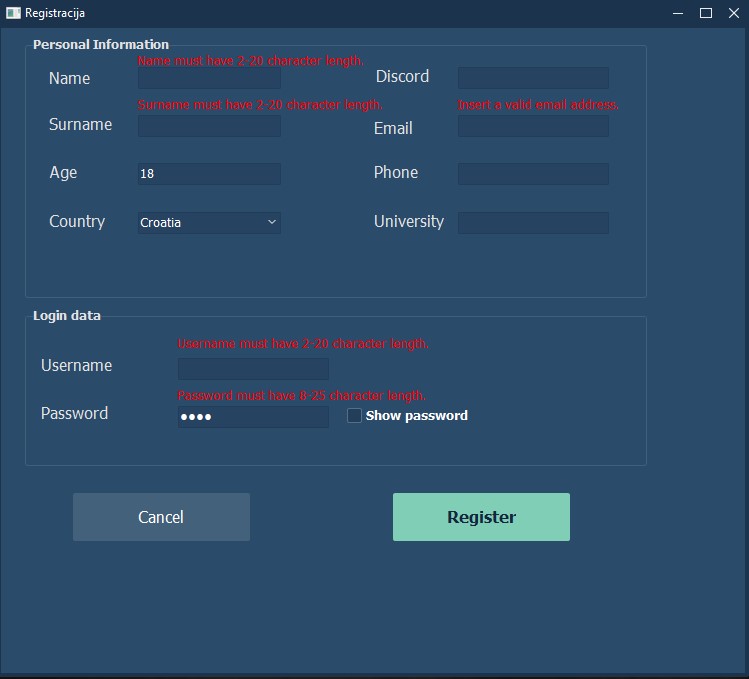 Registracija
Personal Information
Name must have 2-20 character length.
Name
Discord
Surname must have 2-20 character length.
Insert a valid email address.
Surname
Email
Age
18
Phone
Country
Croatia
University
Login data
Username must have 2-20 character length.
Username
Password must have 8-25 character length.
Password
●●●●
Show password
Cancel
Register